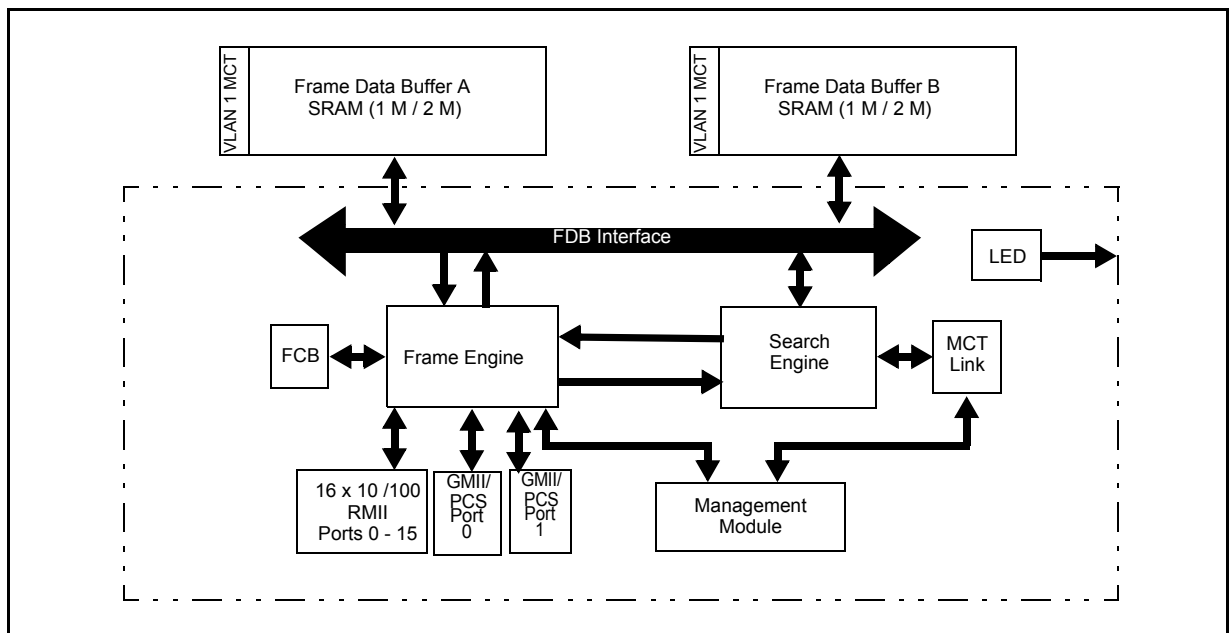 VLAN 1 MCT
Frame Data Buffer A
SRAM (1 M / 2 M)
VLAN 1 MCT
Frame Data Buffer B
SRAM (1 M / 2 M)
FDB Interface
LED
FCB
Frame Engine
Search
Engine
MCT
Link
16 x 10 /100
RMII
Ports 0 - 15
GMII/
PCS
Port
0
GMII/
PCS
Port
1
Management
Module